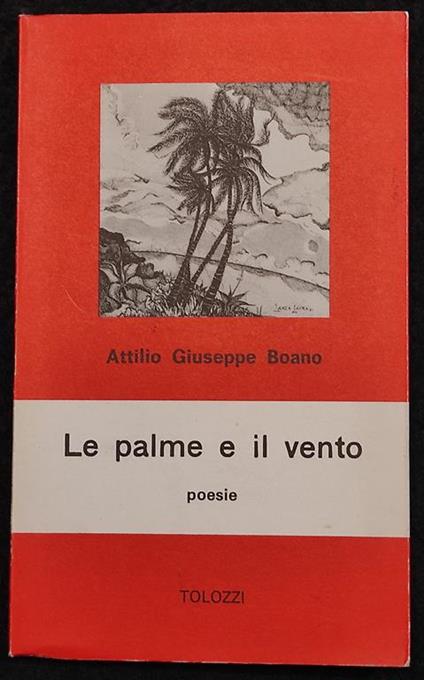 Attilio Giuseppe Boano
Le palme e il vento
poesie
TOLOZZI